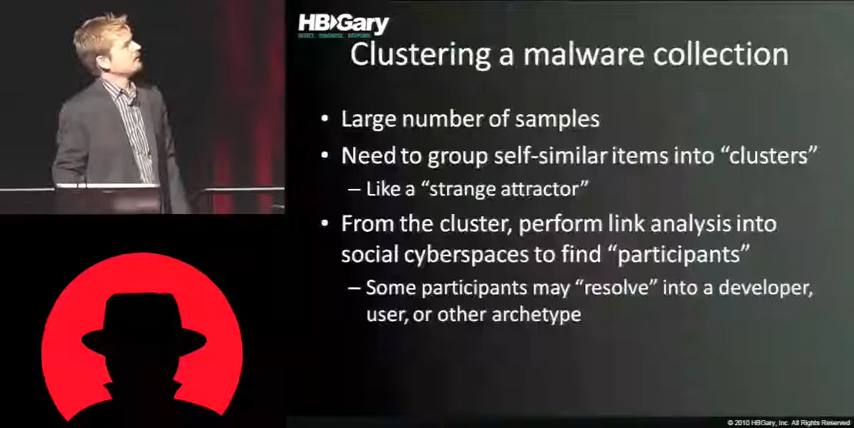 HBGary
DETECT. DIAGNOSE. RESPOND.
Clustering a malware collection
• Large number of samples
• Need to group self-similar items into “clusters”
– Like a “strange attractor”
• From the cluster, perform link analysis into
social cyberspaces to find “participants”
– Some participants may “resolve” into a developer,
user, or other archetype
© 2010 HBGary, Inc. All Rights Reserved